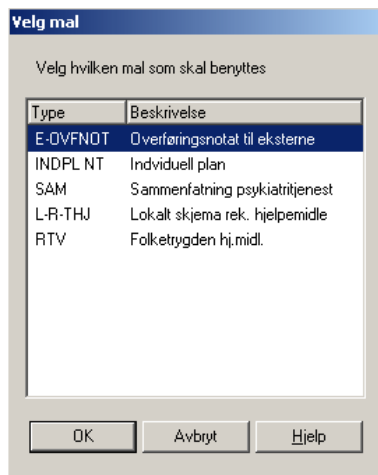 Velg mal
Velg hvilken mal som skal benyttes
Type Beskrivelse
E-OVFNOT Overføringsnotat til eksterne
INDPL NT Indviduell plan
SAM Sammenfatning psykiatritjenest
L-R-THJ Lokalt skjema rek. hjelpemidle
RTV Folketrygden hj.midl.
OK Avbryt Hjelp